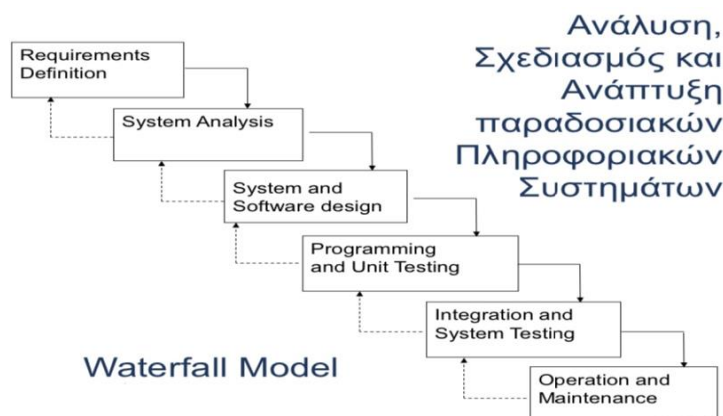 Ανάλυση,
Σχεδιασμός και
Ανάπτυξη
παραδοσιακών
Πληροφοριακών
Συστημάτων
Requirements
Definition
System Analysis
System and
Software design
Programming
and Unit Testing
Integration and
System Testing
Operation and
Maintenance
Waterfall Model